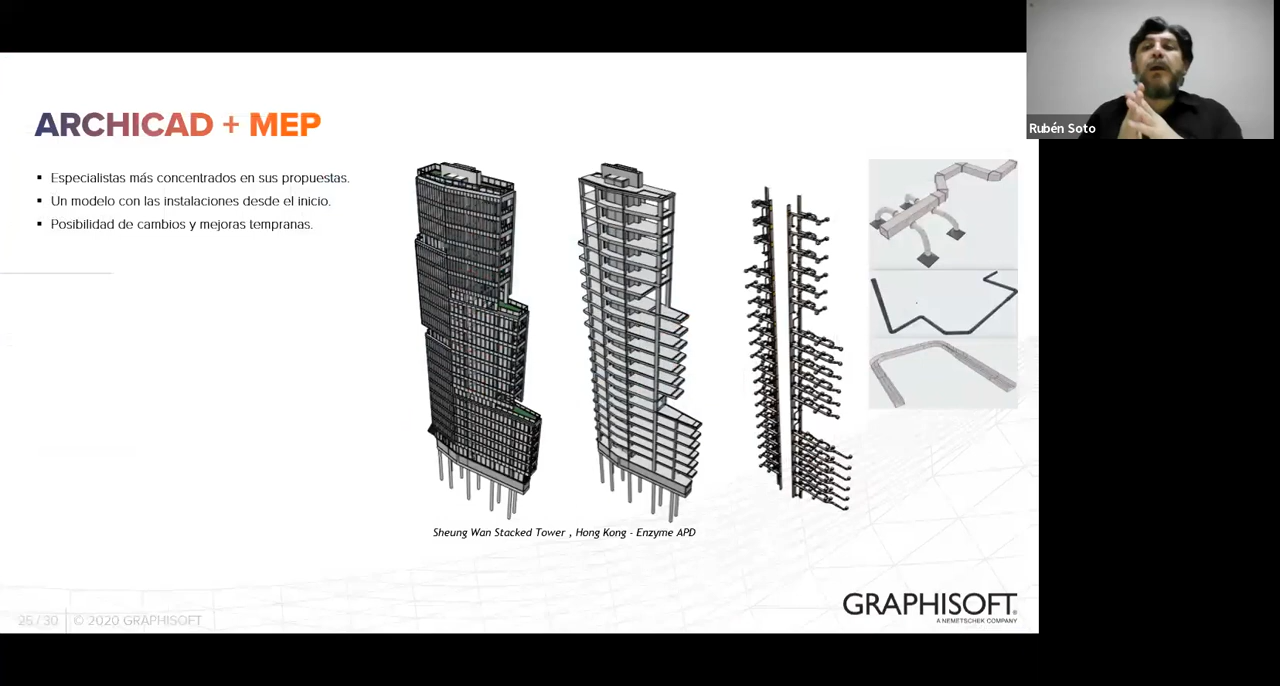 Rubén Soto
ARCHICAD + MEP
▪ Especialistas más concentrados en sus propuestas.
▪ Un modelo con las instalaciones desde el inicio.
▪ Posibilidad de cambios y mejoras tempranas.
Sheung Wan Stacked Tower , Hong Kong - Enzyme APD
25 / 30 | © 2020 GRAPHISOFT
GRAPHISOFT®
A NEMETSCHEK COMPANY